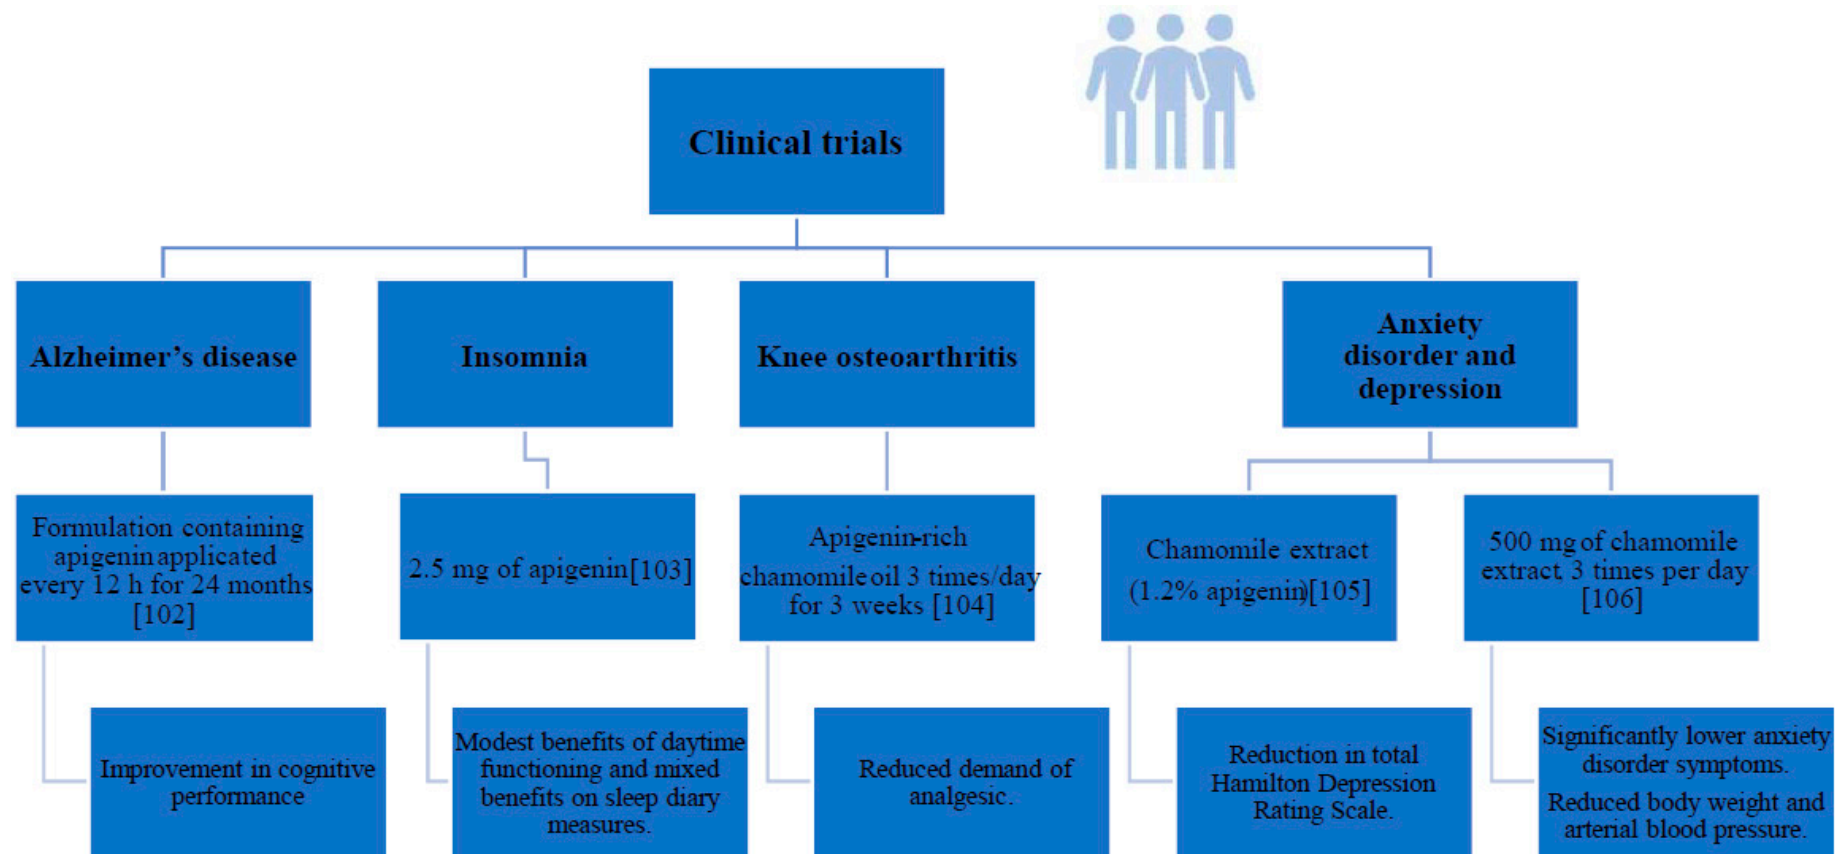 Clinical trials
Alzheimer’s disease
Insomnia
Knee osteoarthritis
Anxiety
disorder and
depression
Formulation containing
apigenin applicated
every 12 h for 24 months
[102]
2.5 mg of apigenin[103]
Apigenin-rich
chamomile oil 3 times/day
for 3 weeks [104]
Chamomile extract
(1.2% apigenin)[105]
500 mg of chamomile
extract, 3 times per day
[106]
Improvement in cognitive
performance
Modest benefits of daytime
functioning and mixed
benefits on sleep diary
measures.
Reduced demand of
analgesic.
Reduction in total
Hamilton Depression
Rating Scale.
Significantly lower anxiety
disorder symptoms.
Reduced body weight and
arterial blood pressure.